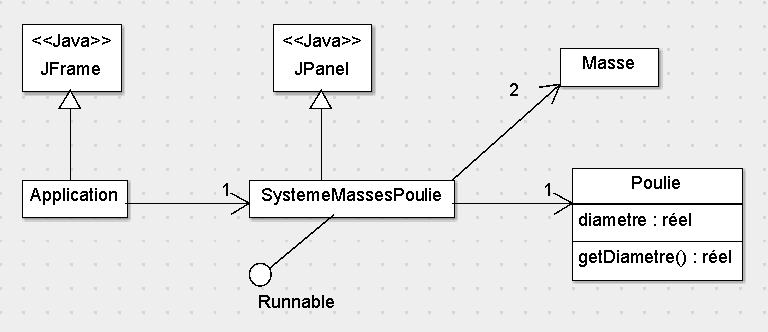 <<Java>>
JFrame
<<Java>>
JPanel
Masse
2
Application
1
SystemeMassesPoulie
1
Poulie
diametre : réel
getDiametre() : réel
Runnable